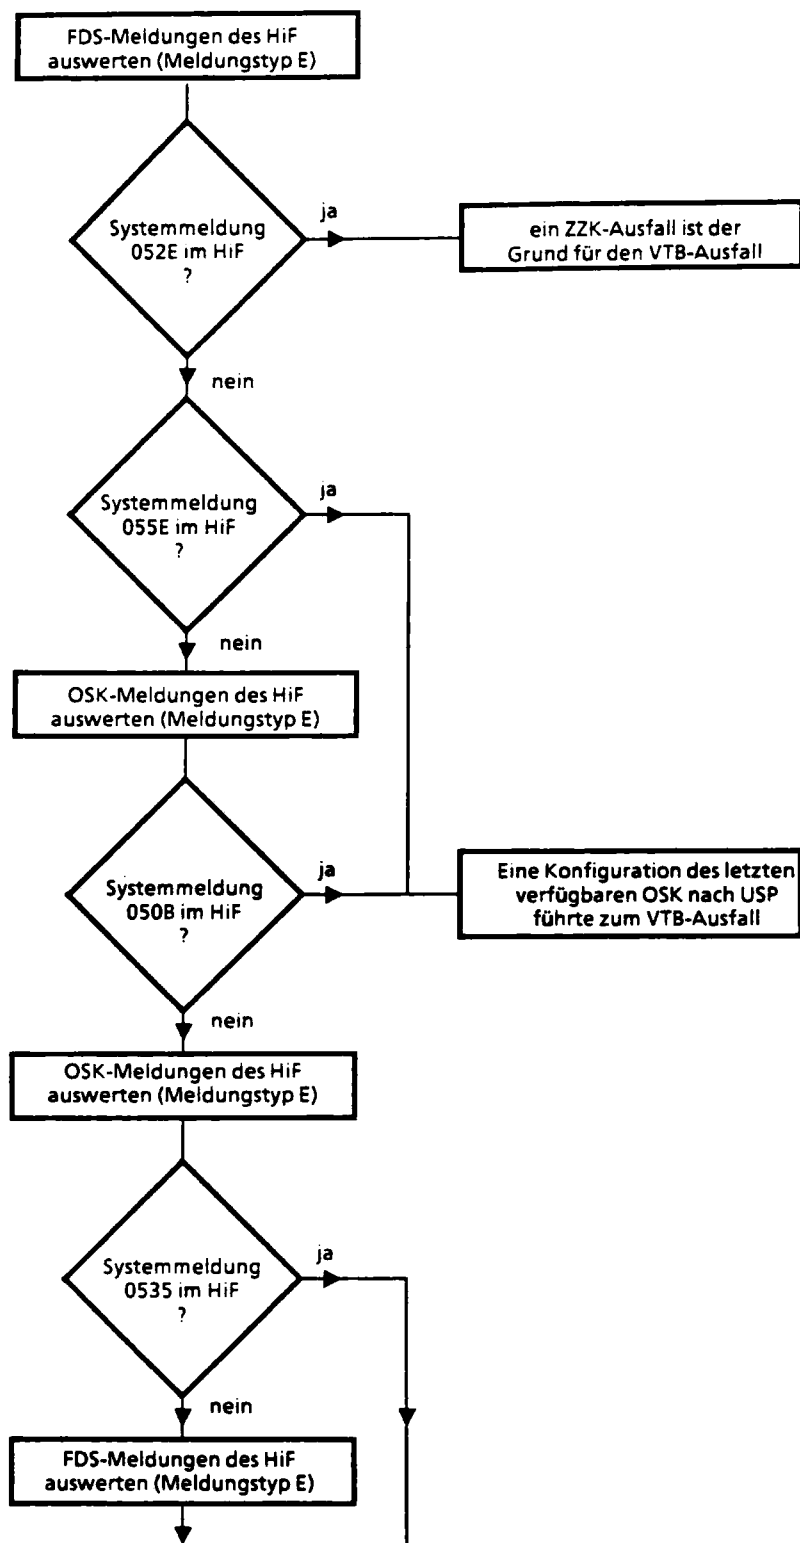 FDS-Meldungen des HiF
auswerten (Meldungstyp E)
Systemmeldung
052E im HiF
?
ja
ein ZZK-Ausfall ist der
Grund für den VTB-Ausfall
nein
Systemmeldung
055E im HiF
?
ja
nein
OSK-Meldungen des HiF
auswerten (Meldungstyp E)
Systemmeldung
050B im HiF
?
ja
Eine Konfiguration des letzten
verfügbaren OSK nach USP
führte zum VTB-Ausfall
nein
OSK-Meldungen des HiF
auswerten (Meldungstyp E)
Systemmeldung
0535 im HiF
?
ja
nein
FDS-Meldungen des HiF
auswerten (Meldungstyp E)